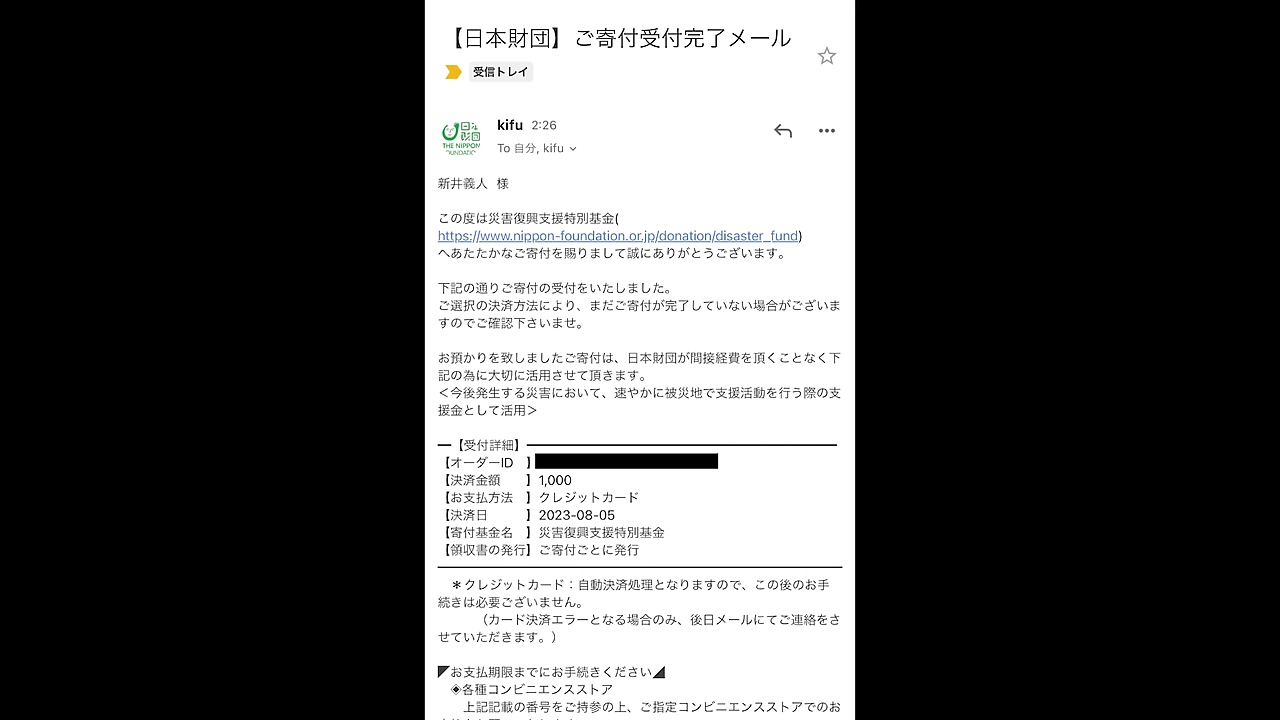 【日本財団】ご寄付受付完了メール
受信トレイ
kifu 2:26
THE NIPPON
To 自分, kifu
新井義人 様
この度は災害復興支援特別基金(
https://www.nippon-foundation.or.jp/donation/disaster_fund)
へあたたかなご寄付を賜りまして誠にありがとうございます。
下記の通りご寄付の受付をいたしました。
ご選択の決済方法により、まだご寄付が完了していない場合がございま
すのでご確認下さいませ。
お預かりを致しましたご寄付は、日本財団が間接経費を頂くことなく下
記の為に大切に活用させて頂きます。
＜今後発生する災害において、速やかに被災地で支援活動を行う際の支
援金として活用＞
【受付詳細】
【オーダーID 】
【決済金額 】1,000
【お支払方法 】クレジットカード
【決済日 】2023-08-05
【寄付基金名 】災害復興支援特別基金
【領収書の発行】ご寄付ごとに発行
＊クレジットカード：自動決済処理となりますので、この後のお手
続きは必要ございません。
（カード決済エラーとなる場合のみ、後日メールにてご連絡をさ
せていただきます。）
◤お支払期限までにお手続きください◢
◈各種コンビニエンスストア
上記記載の番号をご持参の上、ご指定コンビニエンスストアでのお